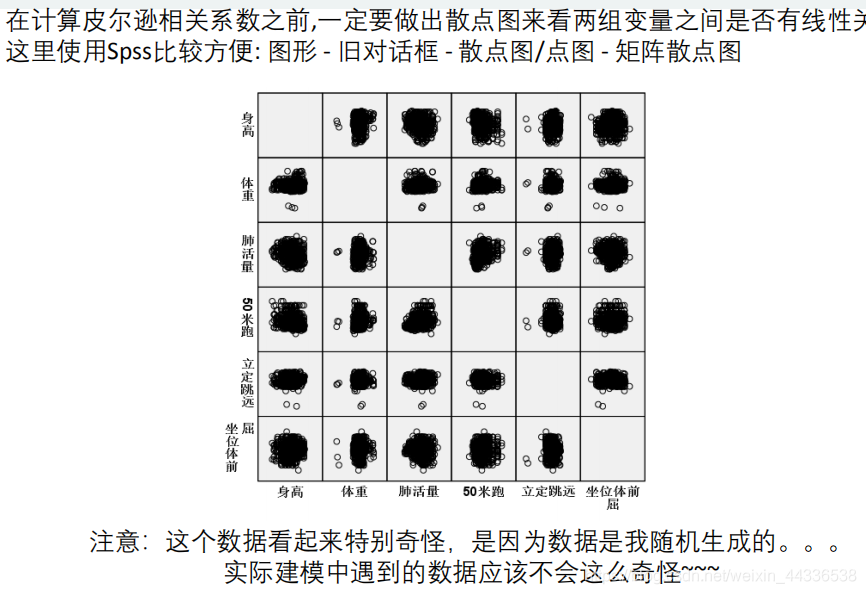 在计算皮尔逊相关系数之前,一定要做出散点图来看两组变量之间是否有线性关
这里使用Spss比较方便: 图形 - 旧对话框 - 散点图/点图 - 矩阵散点图
身高
体重
肺活量
50米跑
立定跳远
坐位体前屈
身高
体重
肺活量
50米跑
立定跳远
坐位体前
屈
注意：这个数据看起来特别奇怪，是因为数据是我随机生成的。。。
实际建模中遇到的数据应该不会这么奇怪~~~
net/weixin_44336538